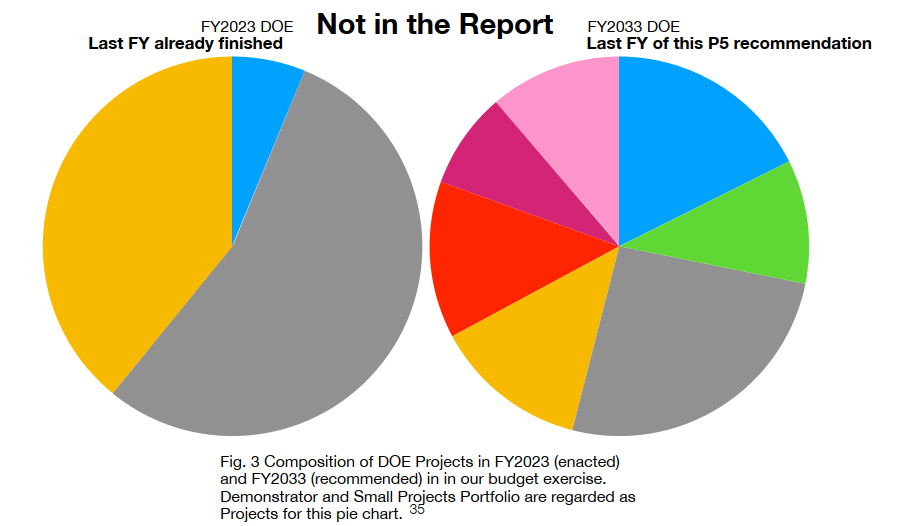 Not in the Report
FY2023 DOE
Last FY already finished
FY2033 DOE
Last FY of this P5 recommendation
Fig. 3 Composition of DOE Projects in FY2023 (enacted)
and FY2033 (recommended) in in our budget exercise.
Demonstrator and Small Projects Portfolio are regarded as
Projects for this pie chart.
35